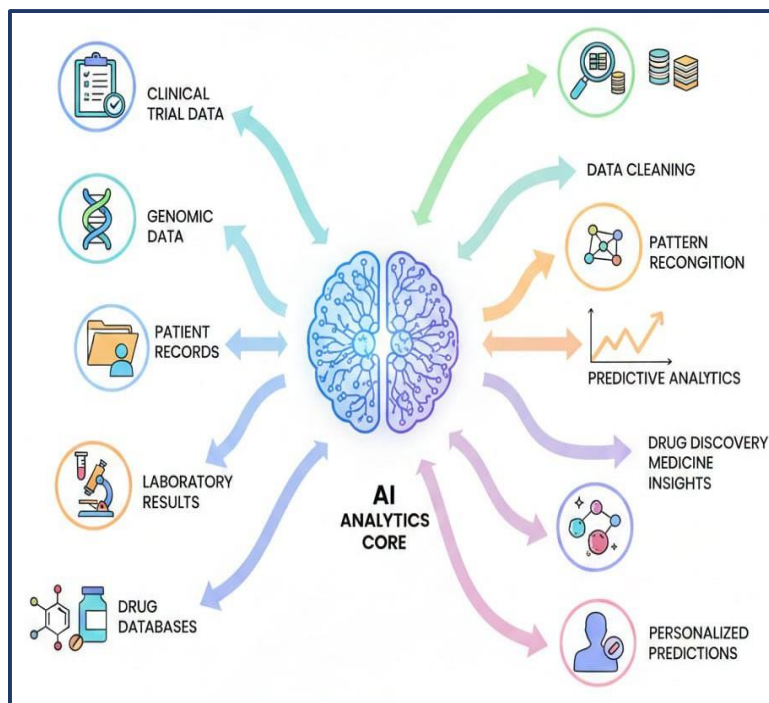 CLINICAL
TRIAL DATA
GENOMIC
DATA
PATIENT
RECORDS
LABORATORY
RESULTS
DRUG
DATABASES
AI
ANALYTICS
CORE
DATA CLEANING
PATTERN
RECONGITION
PREDICTIVE ANALYTICS
DRUG DISCOVERY
MEDICINE
INSIGHTS
PERSONALIZED
PREDICTIONS